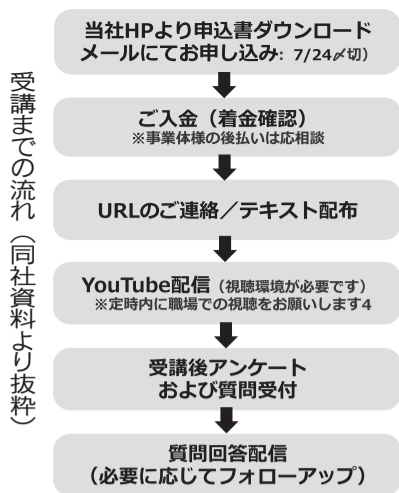 受講までの流れ（同社資料より抜粋）
当社HPより申込書ダウンロード
メールにてお申し込み: 7/24〆切）
ご入金（着金確認）
※事業体様の後払いは応相談
URLのご連絡／テキスト配布
YouTube配信（視聴環境が必要です）
※定時内に職場での視聴をお願いします4
受講後アンケート
および質問受付
質問回答配信
（必要に応じてフォローアップ）